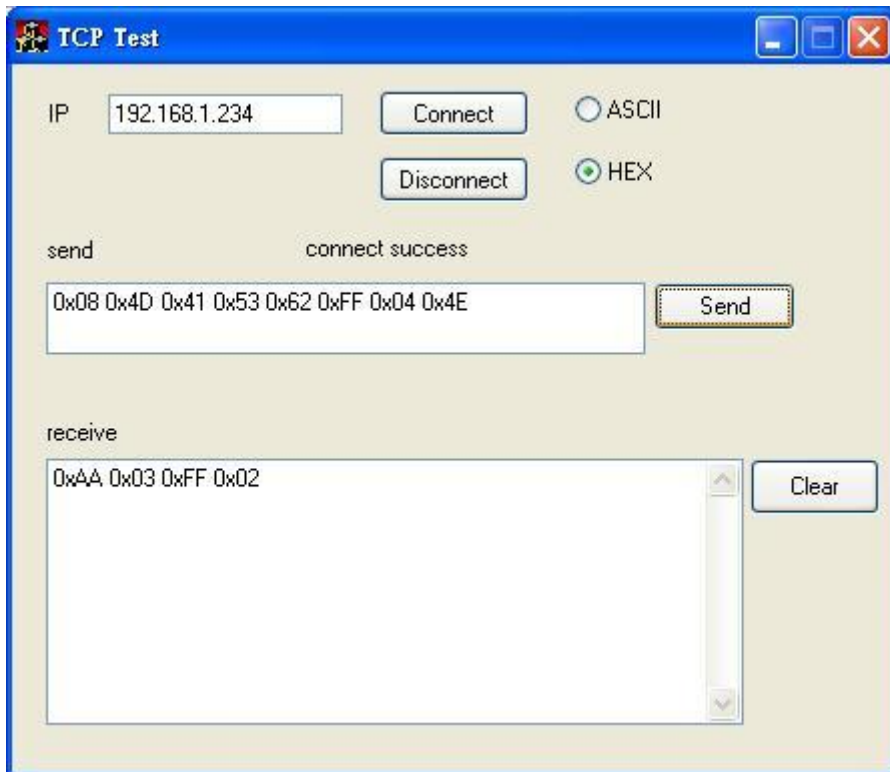 TCP Test
IP 192.168.1.234 Connect ASCII
Disconnect HEX
send connect success
0x08 0x4D 0x41 0x53 0x62 0xFF 0x04 0x4E Send
receive
0xAA 0x03 0xFF 0x02 Clear